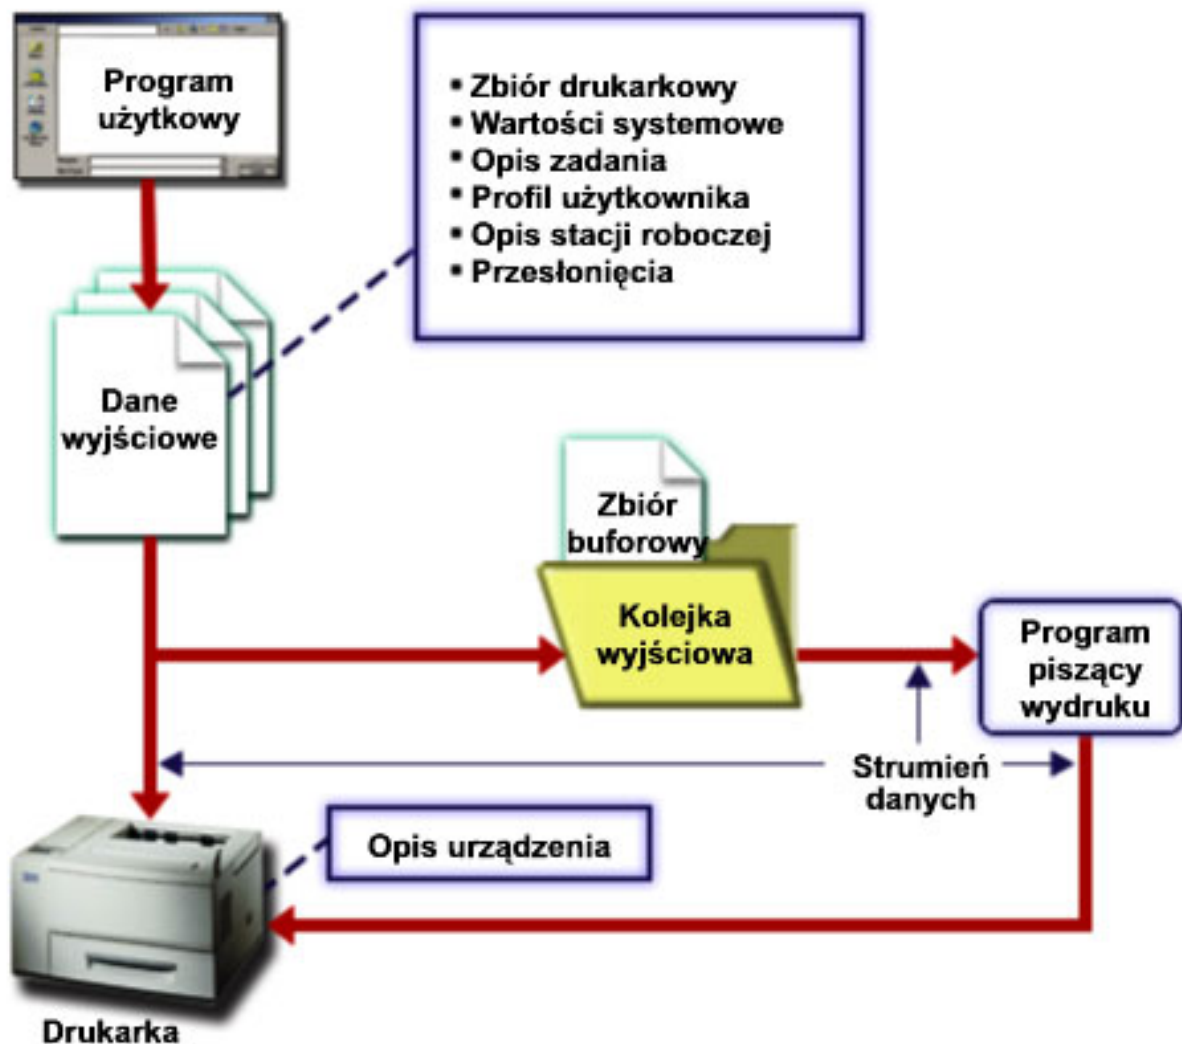 Program
użytkowy
▪ Zbiór drukarkowy
▪ Wartości systemowe
▪ Opis zadania
▪ Profil użytkownika
▪ Opis stacji roboczej
▪ Przesłonięcia
Dane
wyjściowe
Zbiór
buforowy
Kolejka
wyjściowa
Program
piszący
wydruku
Strumień
danych
Opis urządzenia
Drukarka